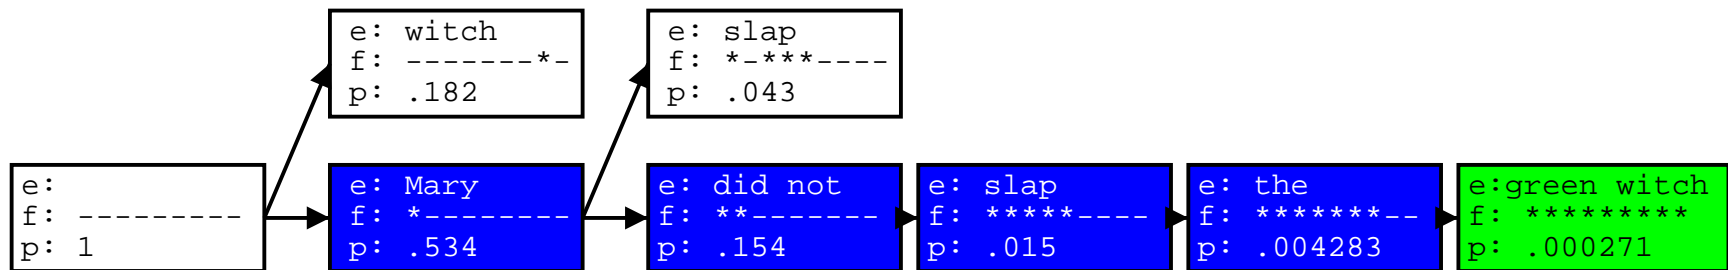 e: witch
f: -------*-
p: .182
e: slap
f: *-***----
p: .043
e:
f: ---------
p: 1
e: Mary
f: *--------
p: .534
e: did not
f: **-------
p: .154
e: slap
f: *****----
p: .015
e: the
f: *******--
p: .004283
e:green witch
f: *********
p: .000271